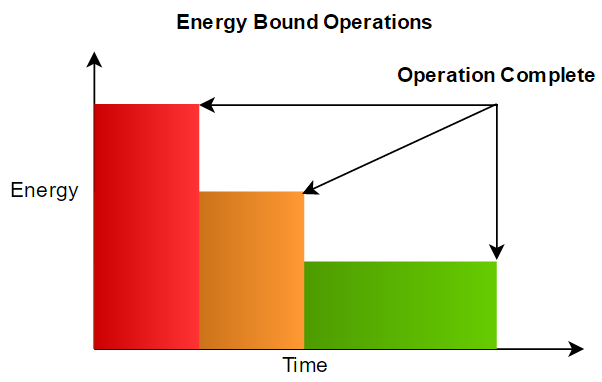 Energy Bound Operations
Operation Complete
Energy
Time